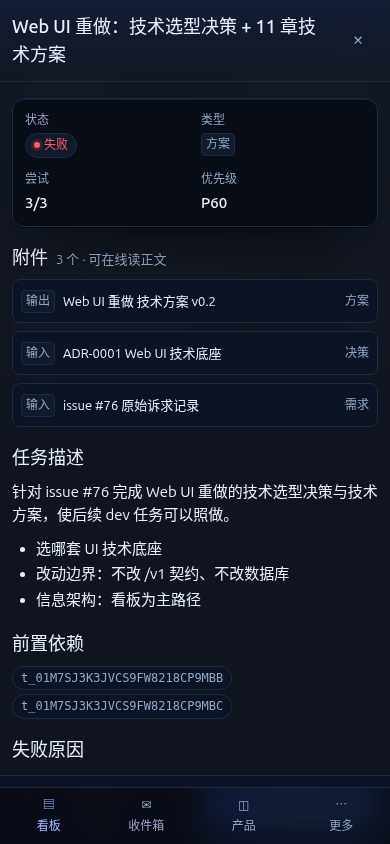 Web UI 重做：技术选型决策 + 11 章技
术方案
×
状态
类型
失败
方案
尝试
优先级
3/3
P60
附件 3 个 · 可在线读正文
输出 Web UI 重做 技术方案 v0.2 方案
输入 ADR-0001 Web UI 技术底座 决策
输入 issue #76 原始诉求记录 需求
任务描述
针对 issue #76 完成 Web UI 重做的技术选型决策与技术
方案，使后续 dev 任务可以照做。
• 选哪套 UI 技术底座
• 改动边界：不改 /v1 契约、不改数据库
• 信息架构：看板为主路径
前置依赖
t_01M7SJ3K3JVCS9FW8218CP9MBB
t_01M7SJ3K3JVCS9FW8218CP9MBC
失败原因
看板 收件箱 产品 更多